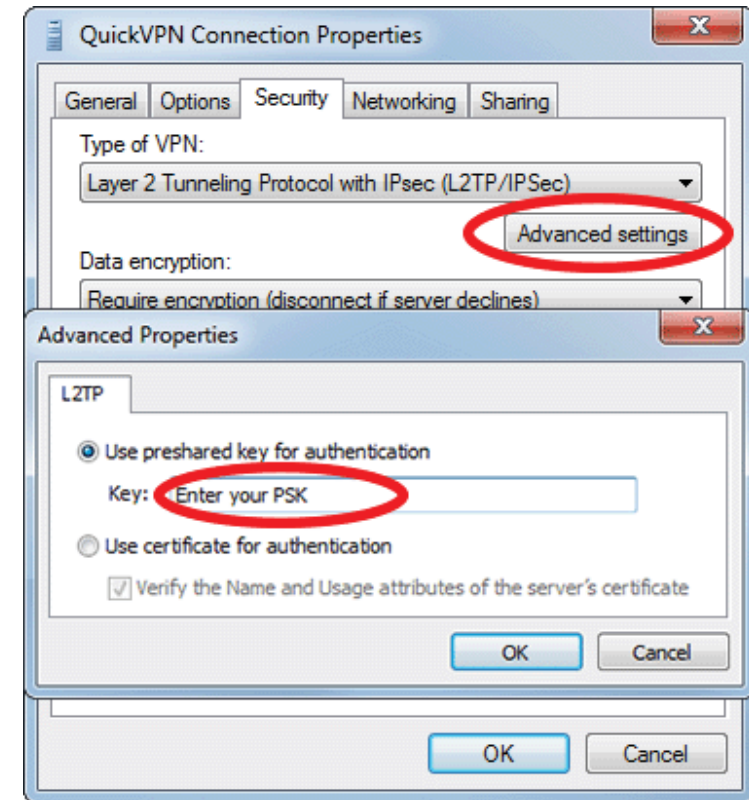 QuickVPN Connection Properties
General Options Security Networking Sharing
Type of VPN:
Layer 2 Tunneling Protocol with IPsec (L2TP/IPSec)
Advanced settings
Data encryption:
Require encryption (disconnect if server declines)
Advanced Properties
L2TP
Use preshared key for authentication
Key: Enter your PSK
Use certificate for authentication
Verify the Name and Usage attributes of the server's certificate
OK Cancel
OK Cancel